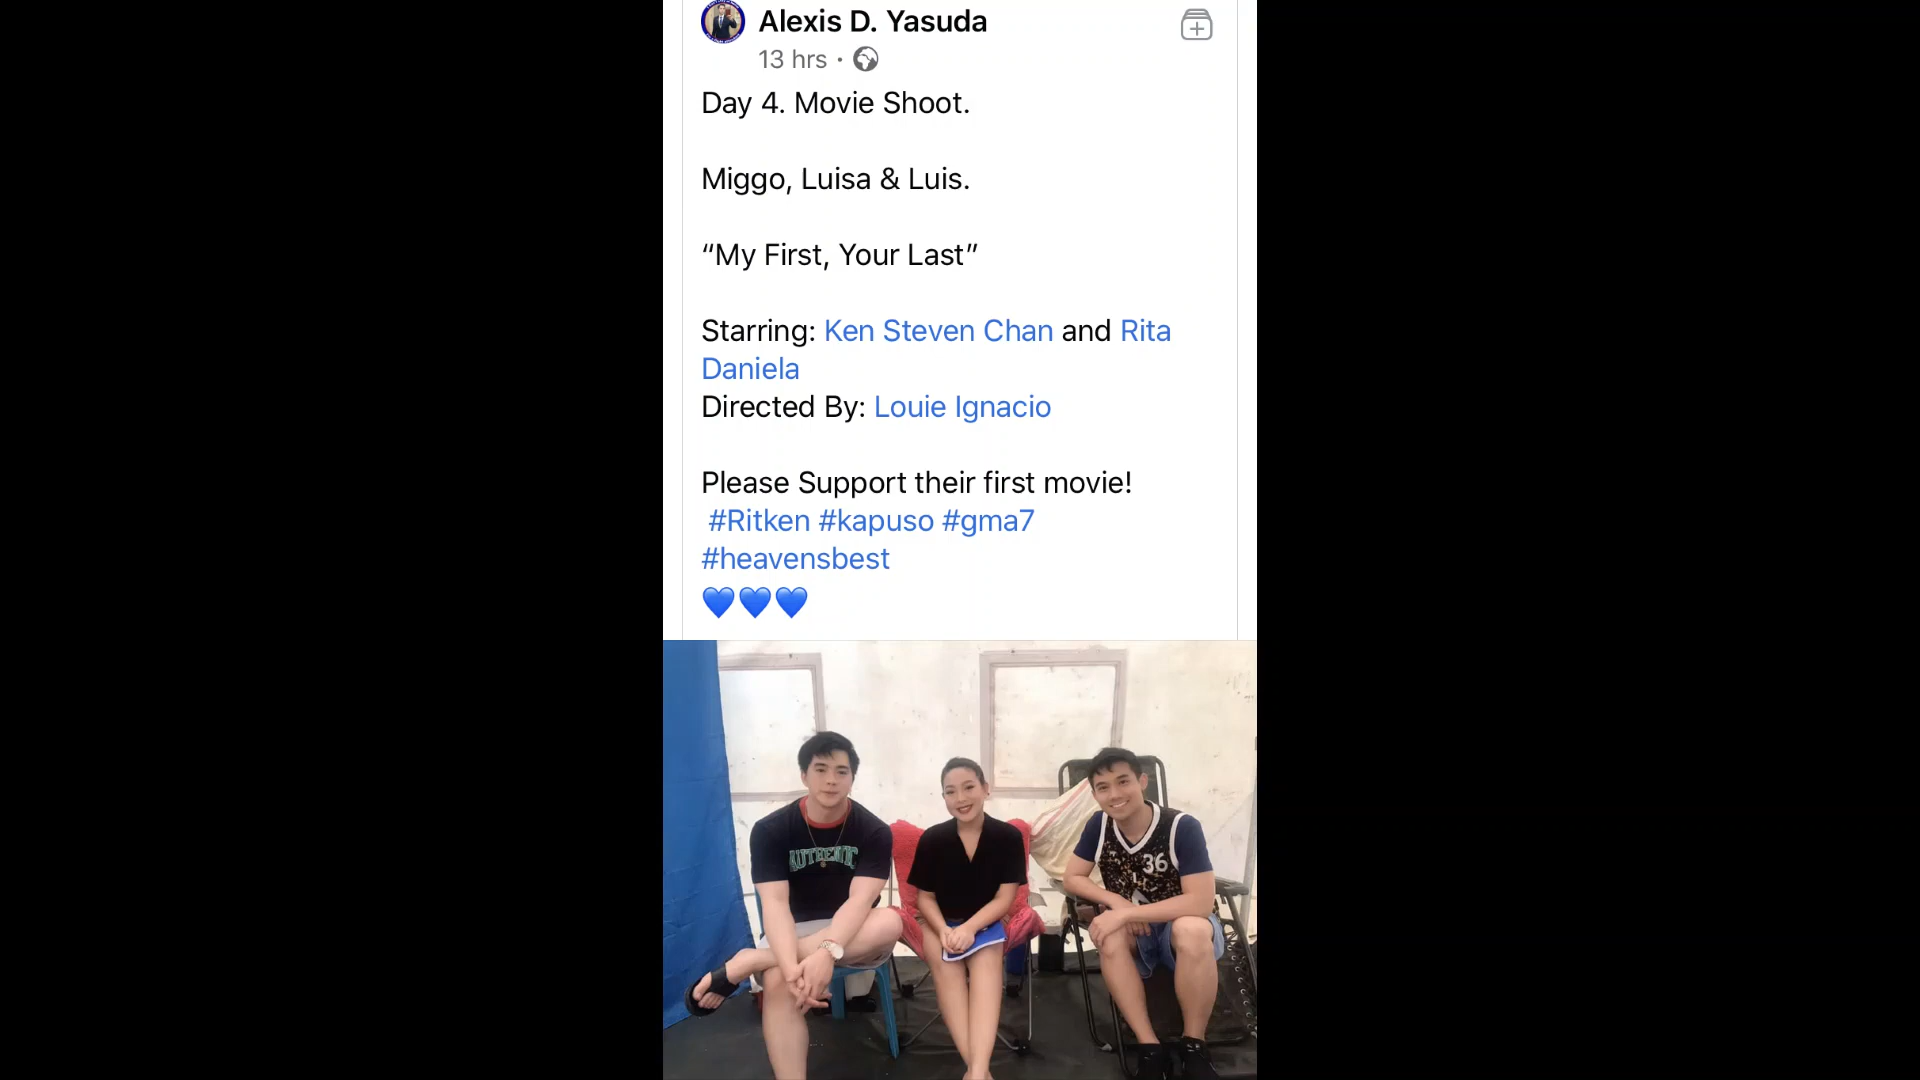 Alexis D. Yasuda
13 hrs ·
Day 4. Movie Shoot.
Miggo, Luisa & Luis.
“My First, Your Last”
Starring: Ken Steven Chan and Rita
Daniela
Directed By: Louie Ignacio
Please Support their first movie!
#Ritken #kapuso #gma7
#heavensbest
💙💙💙
AUTHENTIC
36